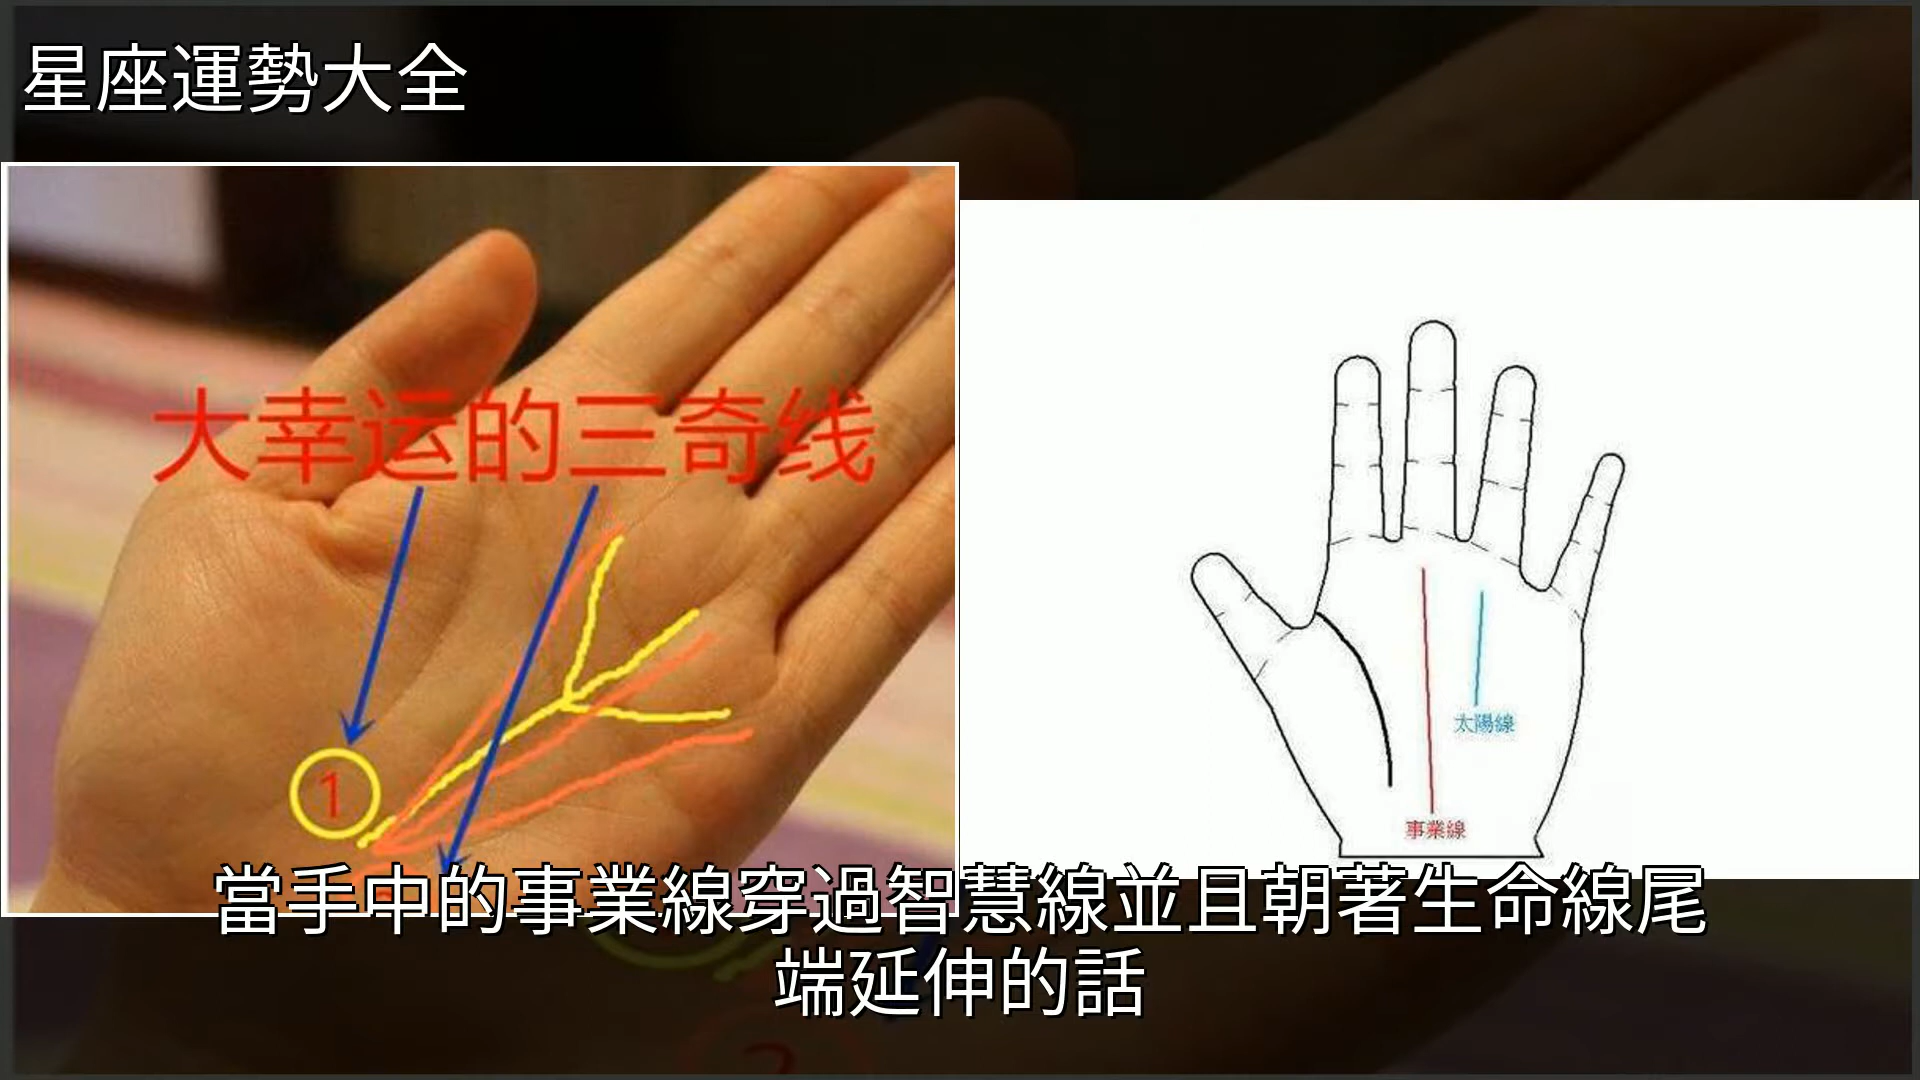 星座運勢大全
大幸运的三奇线
1
太陽線
事業線
當手中的事業線穿過智慧線並且朝著生命線尾
端延伸的話
2